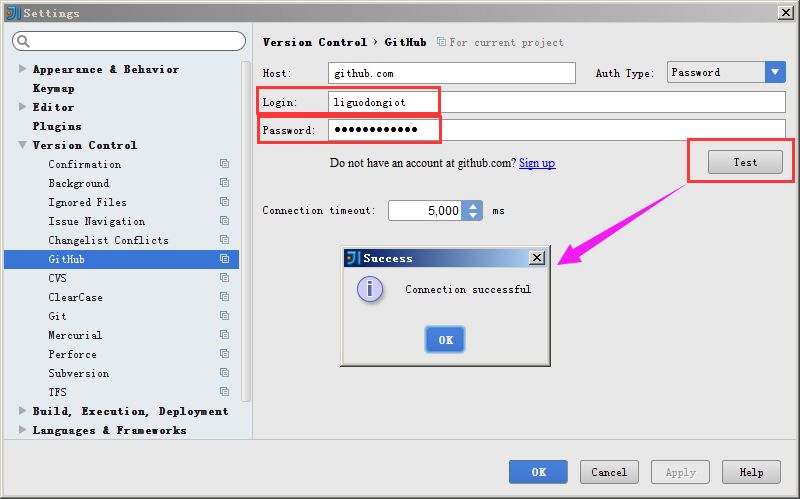 Settings
Version Control › GitHub For current project
Appearance & Behavior
Keymap
Editor
Plugins
Version Control
Confirmation
Background
Ignored Files
Issue Navigation
Changelist Conflicts
GitHub
CVS
ClearCase
Git
Mercurial
Perforce
Subversion
TFS
Build, Execution, Deployment
Languages & Frameworks
Host: github.com Auth Type: Password
Login: liguodongiot
Password: ●●●●●●●●●●●●
Do not have an account at github.com? Sign up
Test
Connection timeout: 5,000 ms
Success
Connection successful
OK
OK Cancel Apply Help